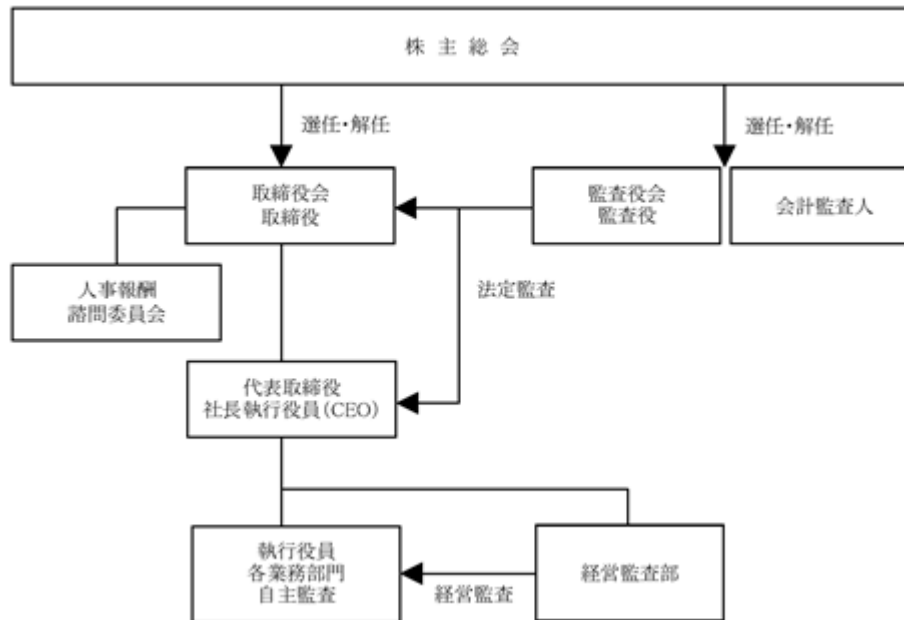 株 主 総 会
選任・解任
選任・解任
取締役会
取締役
監査役会
監査役
会計監査人
人事報酬
諮問委員会
法定監査
代表取締役
社長執行役員(CEO)
執行役員
各業務部門
自主監査
経営監査
経営監査部